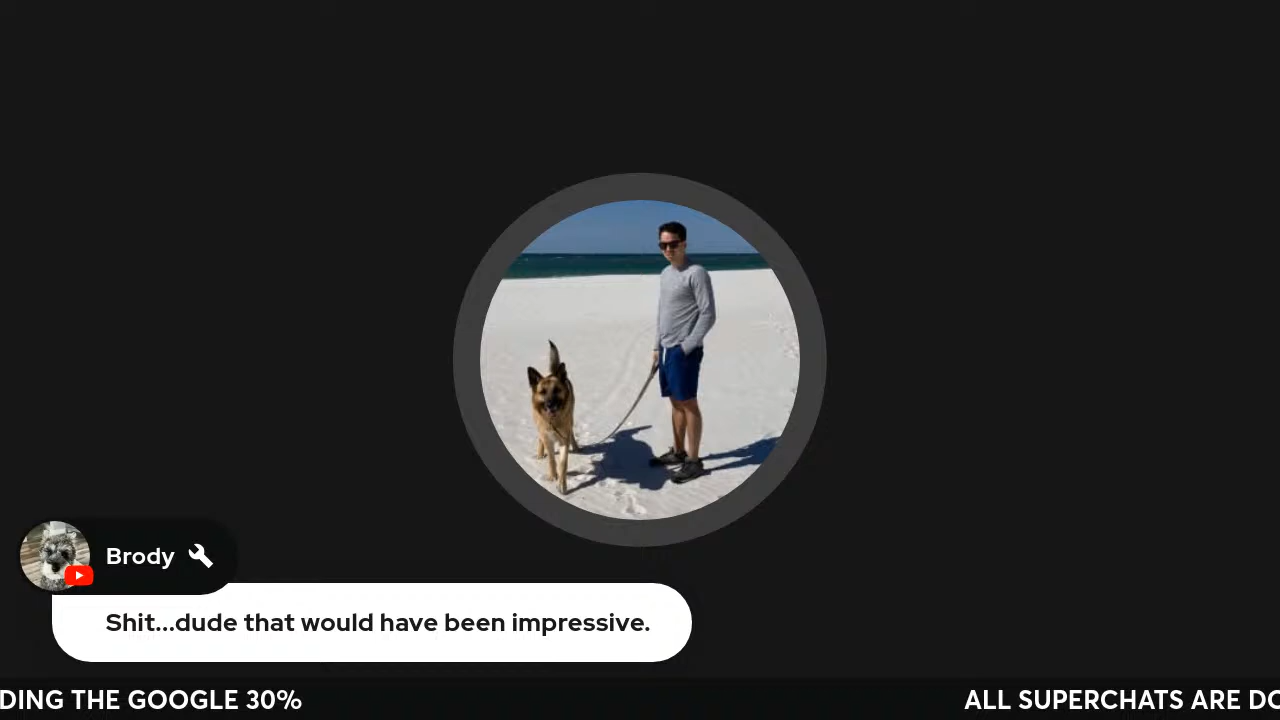 Brody
Shit...dude that would have been impressive.
DING THE GOOGLE 30%
ALL SUPERCHATS ARE DO